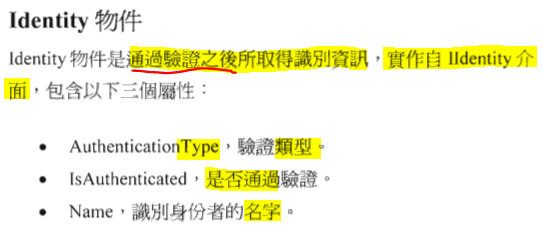 Identity 物件
Identity 物件是通過驗證之後所取得識別資訊，實作自 IIdentity 介
面，包含以下三個屬性：
• AuthenticationType，驗證類型。
• IsAuthenticated，是否通過驗證。
• Name，識別身份者的名字。